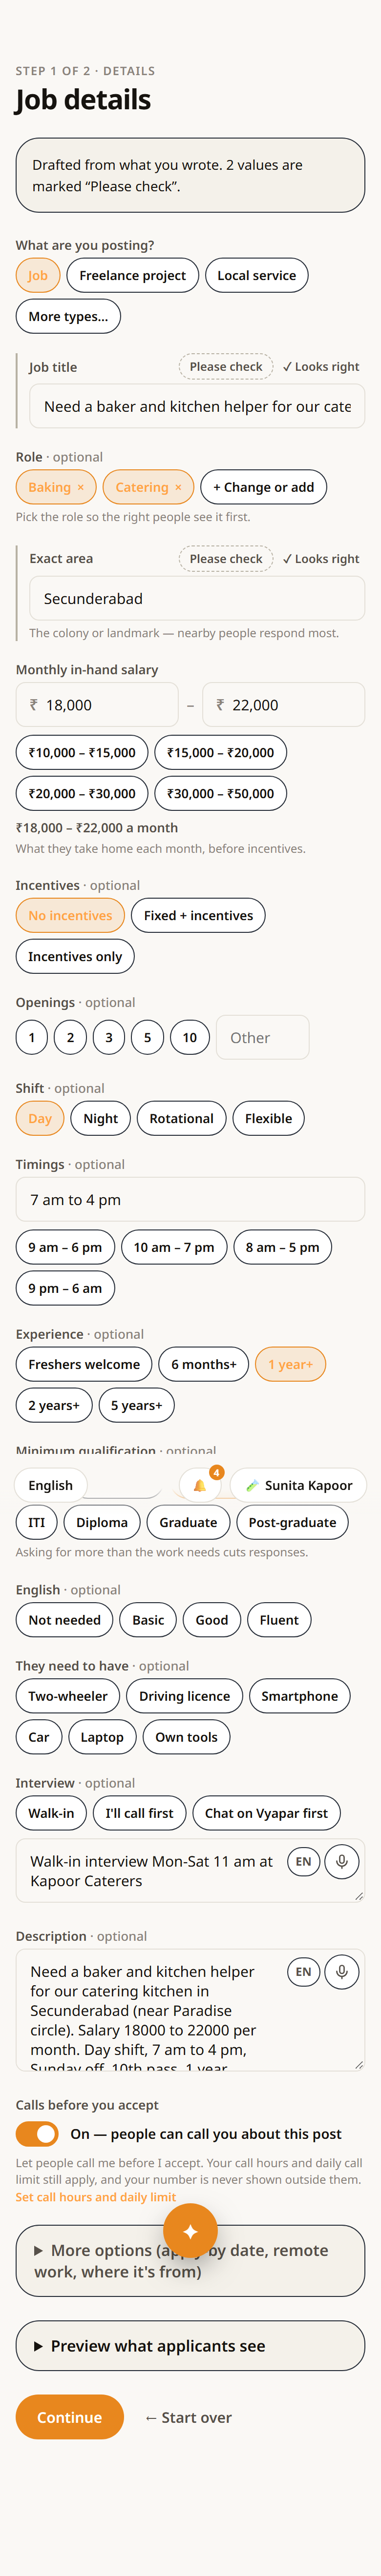 STEP 1 OF 2 · DETAILS
Job details
Drafted from what you wrote. 2 values are
marked “Please check”.
What are you posting?
Job
Freelance project
Local service
More types...
Job title
Please check
✓ Looks right
Need a baker and kitchen helper for our cate
Role · optional
Baking ×
Catering ×
+ Change or add
Pick the role so the right people see it first.
Exact area
Please check
✓ Looks right
Secunderabad
The colony or landmark — nearby people respond most.
Monthly in-hand salary
₹ 18,000
–
₹ 22,000
₹10,000 – ₹15,000
₹15,000 – ₹20,000
₹20,000 – ₹30,000
₹30,000 – ₹50,000
₹18,000 – ₹22,000 a month
What they take home each month, before incentives.
Incentives · optional
No incentives
Fixed + incentives
Incentives only
Openings · optional
1
2
3
5
10
Other
Shift · optional
Day
Night
Rotational
Flexible
Timings · optional
7 am to 4 pm
9 am – 6 pm
10 am – 7 pm
8 am – 5 pm
9 pm – 6 am
Experience · optional
Freshers welcome
6 months+
1 year+
2 years+
5 years+
Minimum qualification · optional
English
4
Sunita Kapoor
ITI
Diploma
Graduate
Post-graduate
Asking for more than the work needs cuts responses.
English · optional
Not needed
Basic
Good
Fluent
They need to have · optional
Two-wheeler
Driving licence
Smartphone
Car
Laptop
Own tools
Interview · optional
Walk-in
I'll call first
Chat on Vyapar first
Walk-in interview Mon-Sat 11 am at
Kapoor Caterers
EN
Description · optional
Need a baker and kitchen helper
for our catering kitchen in
Secunderabad (near Paradise
circle). Salary 18000 to 22000 per
month. Day shift, 7 am to 4 pm,
Sunday off. 10th pass, 1 year
EN
Calls before you accept
On — people can call you about this post
Let people call me before I accept. Your call hours and daily call
limit still apply, and your number is never shown outside them.
Set call hours and daily limit
More options (apply by date, remote
work, where it's from)
Preview what applicants see
Continue
← Start over